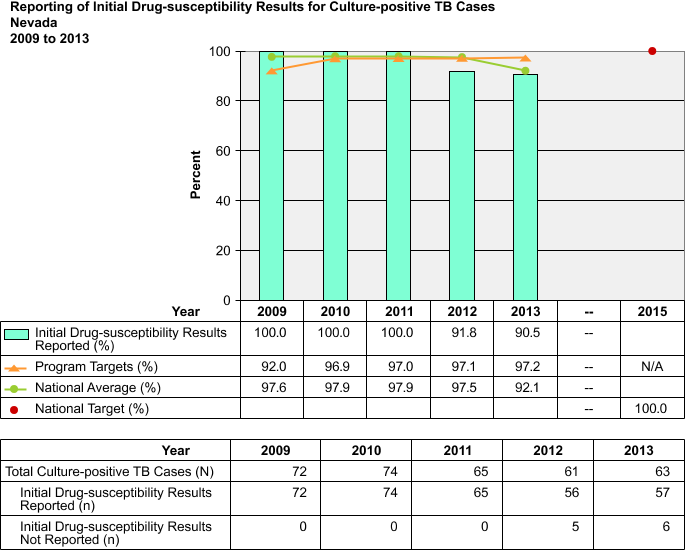 Reporting of Initial Drug-susceptibility Results for Culture-positive TB Cases
Nevada
2009 to 2013
100
80
60
40
20
0
Percent
Year 2009 2010 2011 2012 2013 -- 2015
Initial Drug-susceptibility Results
Reported (%) 100.0 100.0 100.0 91.8 90.5 --
Program Targets (%) 92.0 96.9 97.0 97.1 97.2 -- N/A
National Average (%) 97.6 97.9 97.9 97.5 92.1 --
National Target (%) -- 100.0
Year 2009 2010 2011 2012 2013
Total Culture-positive TB Cases (N) 72 74 65 61 63
Initial Drug-susceptibility Results
Reported (n) 72 74 65 56 57
Initial Drug-susceptibility Results
Not Reported (n) 0 0 0 5 6